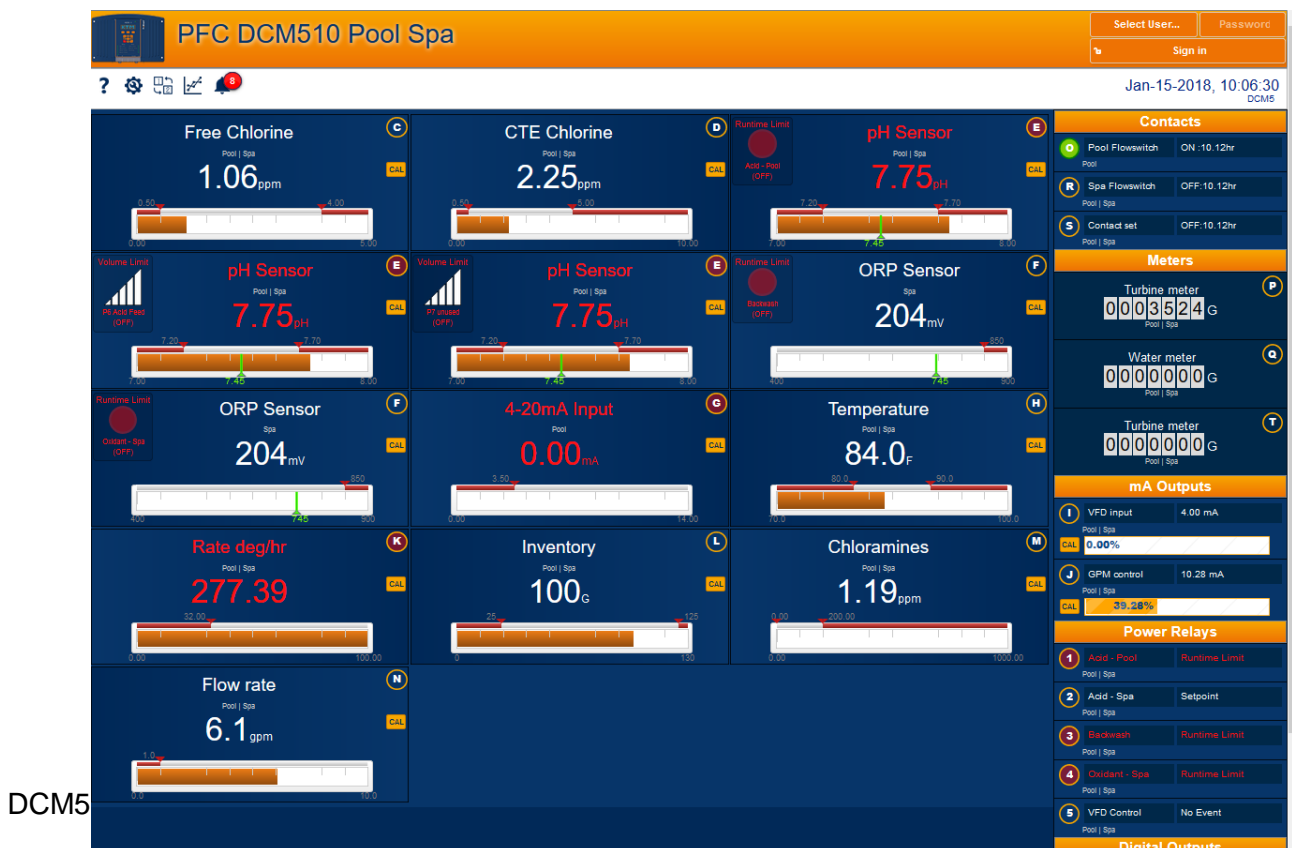 PFC DCM510 Pool Spa
Select User... Password
Sign in
? 8
Jan-15-2018, 10:06:30
DCM5
Free Chlorine C
Pool | Spa
1.06ppm CAL
0.50 4.00
0.00 5.00
CTE Chlorine D
Pool | Spa
2.25ppm CAL
0.50 5.00
0.00 10.00
Runtime Limit
Acid - Pool
(OFF)
pH Sensor E
Pool | Spa
7.75pH CAL
7.20 7.70
7.00 7.45 8.00
Volume Limit
P6 Acid Feed
(OFF)
pH Sensor E
Pool | Spa
7.75pH CAL
7.20 7.70
7.00 7.45 8.00
Volume Limit
P7 unused
(OFF)
pH Sensor E
Pool | Spa
7.75pH CAL
7.20 7.70
7.00 7.45 8.00
Runtime Limit
Backwash
(OFF)
ORP Sensor F
Spa
204mV CAL
850
400 745 900
Runtime Limit
Oxidant - Spa
(OFF)
ORP Sensor F
Spa
204mV CAL
850
400 745 900
4-20mA Input G
Pool
0.00mA CAL
3.50
0.00 14.00
Temperature H
Pool | Spa
84.0F CAL
80.0 90.0
70.0 100.0
Rate deg/hr K
Pool | Spa
277.39 CAL
32.00
0.00 100.00
Inventory L
Pool | Spa
100G CAL
25 125
0 130
Chloramines M
Pool | Spa
1.19ppm CAL
0.00 200.00
0.00 1000.00
Flow rate N
Pool | Spa
6.1gpm CAL
1.0
0.0 10.0
Contacts
O Pool Flowswitch ON :10.12hr
Pool
R Spa Flowswitch OFF:10.12hr
Pool | Spa
S Contact set OFF:10.12hr
Pool | Spa
Meters
Turbine meter P
0003524 G
Pool | Spa
Water meter Q
0000000 G
Pool | Spa
Turbine meter T
0000000 G
Pool | Spa
mA Outputs
I VFD input 4.00 mA
Pool | Spa
CAL 0.00%
J GPM control 10.28 mA
Pool | Spa
CAL 39.28%
Power Relays
1 Acid - Pool Runtime Limit
Pool | Spa
2 Acid - Spa Setpoint
Pool | Spa
3 Backwash Runtime Limit
Pool | Spa
4 Oxidant - Spa Runtime Limit
Pool | Spa
5 VFD Control No Event
Pool | Spa
Digital Outputs
DCM5